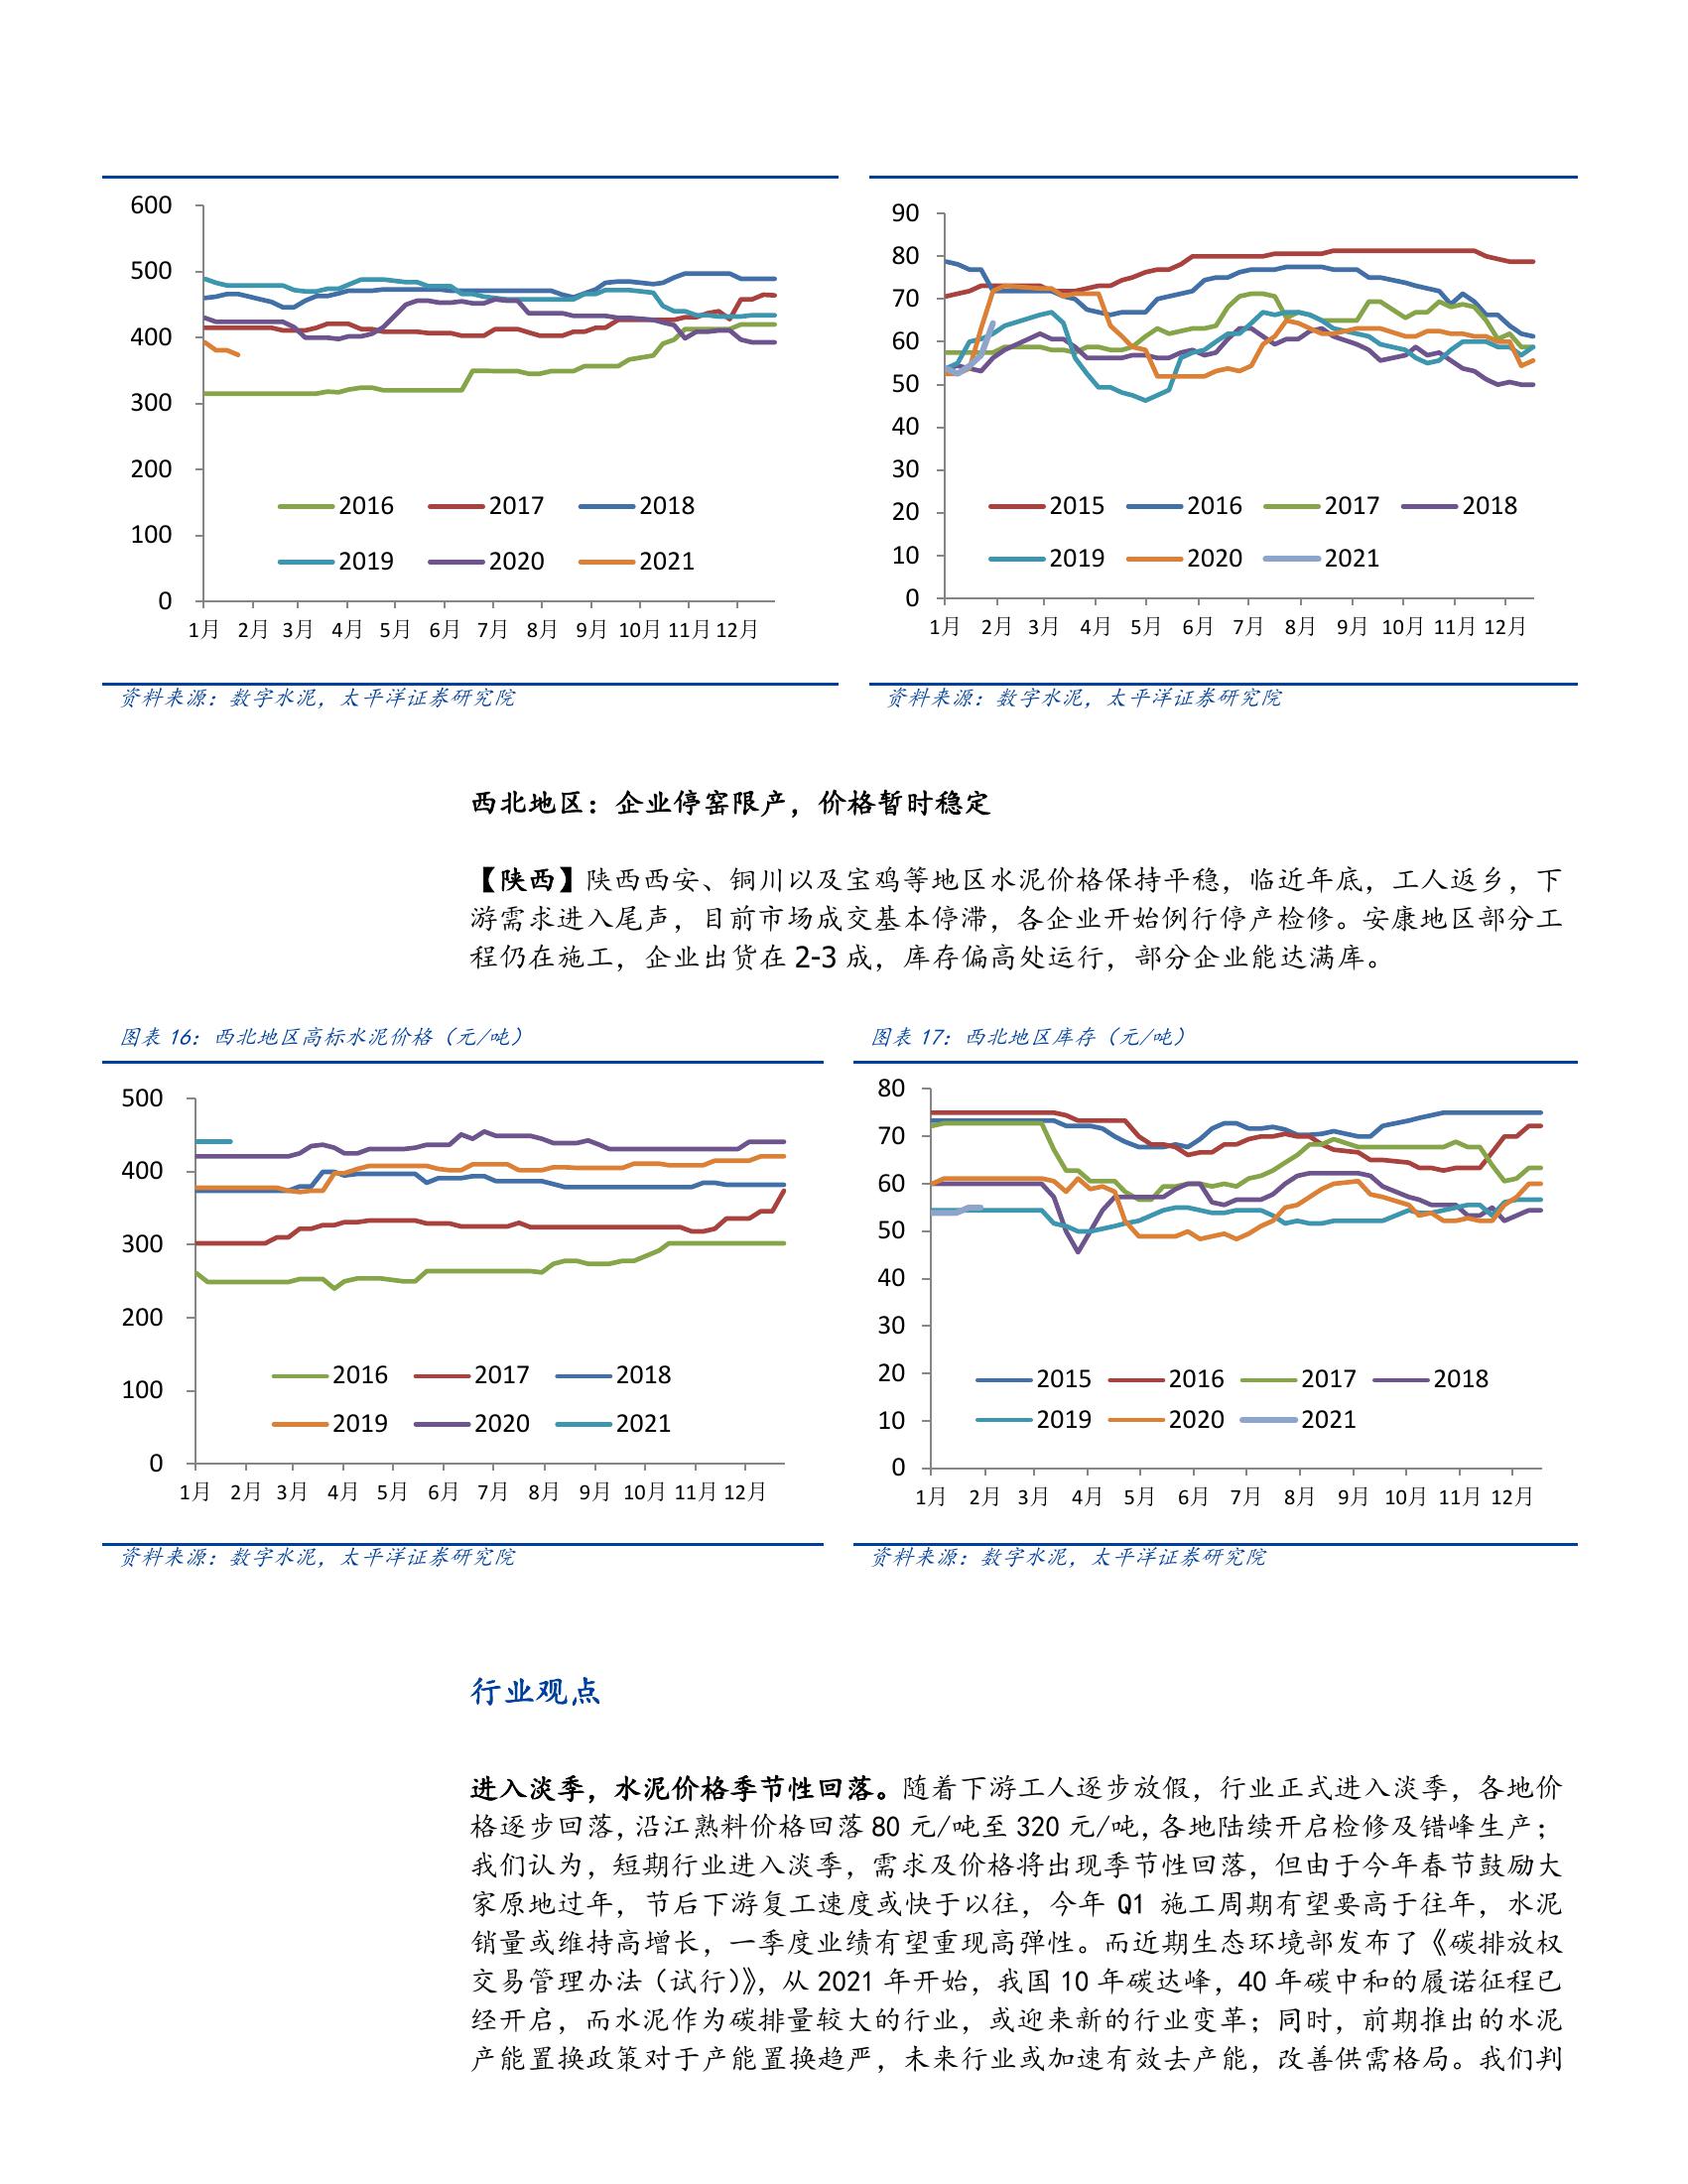 600
500
400
300
200
100
0
1月 2月 3月 4月 5月 6月 7月 8月 9月 10月 11月 12月
2016 2017 2018
2019 2020 2021
90
80
70
60
50
40
30
20
10
0
1月 2月 3月 4月 5月 6月 7月 8月 9月 10月 11月 12月
2015 2016 2017 2018
2019 2020 2021
资料来源：数字水泥，太平洋证券研究院
资料来源：数字水泥，太平洋证券研究院
西北地区：企业停窑限产，价格暂时稳定
【陕西】陕西西安、铜川以及宝鸡等地区水泥价格保持平稳，临近年底，工人返乡，下
游需求进入尾声，目前市场成交基本停滞，各企业开始例行停产检修。安康地区部分工
程仍在施工，企业出货在 2-3 成，库存偏高处运行，部分企业能达满库。
图表 16：西北地区高标水泥价格（元/吨）
500
400
300
200
100
0
1月 2月 3月 4月 5月 6月 7月 8月 9月 10月 11月 12月
2016 2017 2018
2019 2020 2021
图表 17：西北地区库存（元/吨）
80
70
60
50
40
30
20
10
0
1月 2月 3月 4月 5月 6月 7月 8月 9月 10月 11月 12月
2015 2016 2017 2018
2019 2020 2021
资料来源：数字水泥，太平洋证券研究院
资料来源：数字水泥，太平洋证券研究院
行业观点
进入淡季，水泥价格季节性回落。随着下游工人逐步放假，行业正式进入淡季，各地价
格逐步回落，沿江熟料价格回落 80 元/吨至 320 元/吨，各地陆续开启检修及错峰生产；
我们认为，短期行业进入淡季，需求及价格将出现季节性回落，但由于今年春节鼓励大
家原地过年，节后下游复工速度或快于以往，今年 Q1 施工周期有望要高于往年，水泥
销量或维持高增长，一季度业绩有望重现高弹性。而近期生态环境部发布了《碳排放权
交易管理办法（试行）》，从 2021 年开始，我国 10 年碳达峰，40 年碳中和的履诺征程已
经开启，而水泥作为碳排量较大的行业，或迎来新的行业变革；同时，前期推出的水泥
产能置换政策对于产能置换趋严，未来行业或加速有效去产能，改善供需格局。我们判